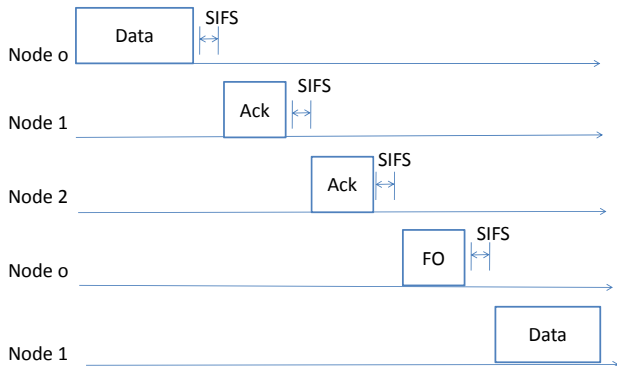 SIFS
Data
Node o
SIFS
Ack
Node 1
SIFS
Ack
Node 2
SIFS
FO
Node o
Data
Node 1